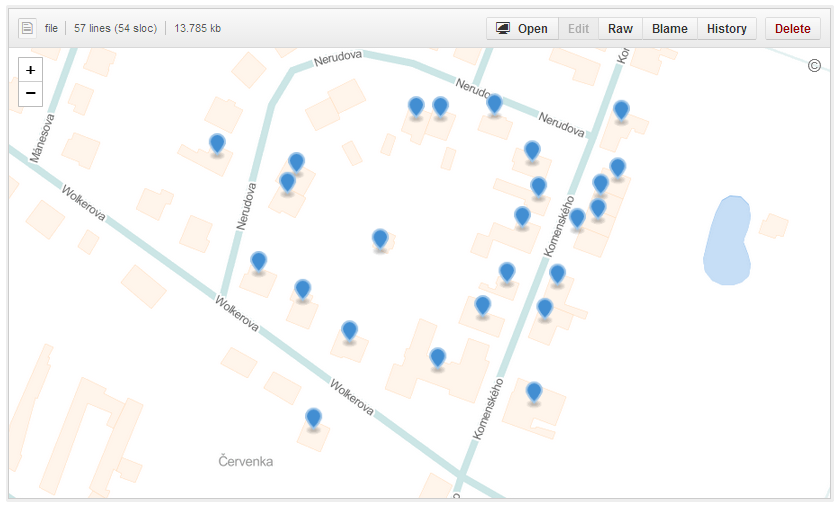 file 57 lines (54 sloc) 13.785 kb Open Edit Raw Blame History Delete
+
−
©
Nerudova
Nerudova
Nerudova
Mánesova
Wolkerova
Nerudova
Komenského
Wolkerova
Wolkerova
Komenského
Červenka